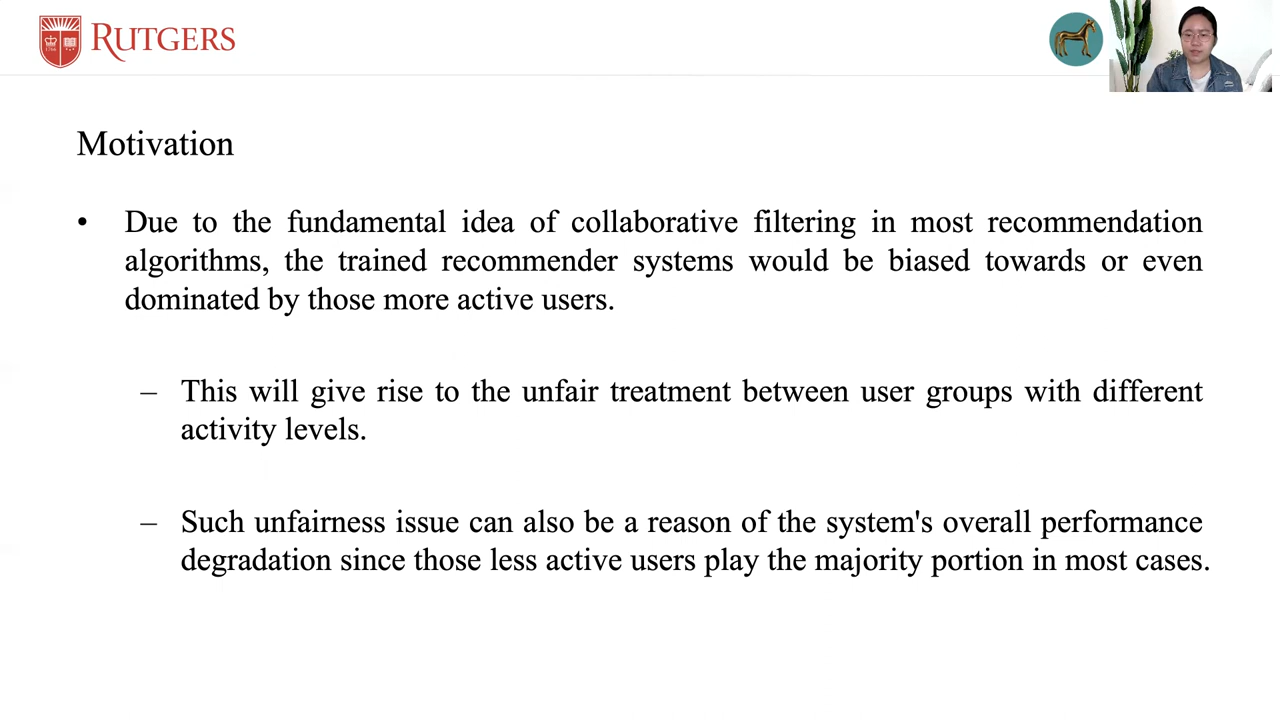 RUTGERS
Motivation
• Due to the fundamental idea of collaborative filtering in most recommendation
algorithms, the trained recommender systems would be biased towards or even
dominated by those more active users.
– This will give rise to the unfair treatment between user groups with different
activity levels.
– Such unfairness issue can also be a reason of the system's overall performance
degradation since those less active users play the majority portion in most cases.